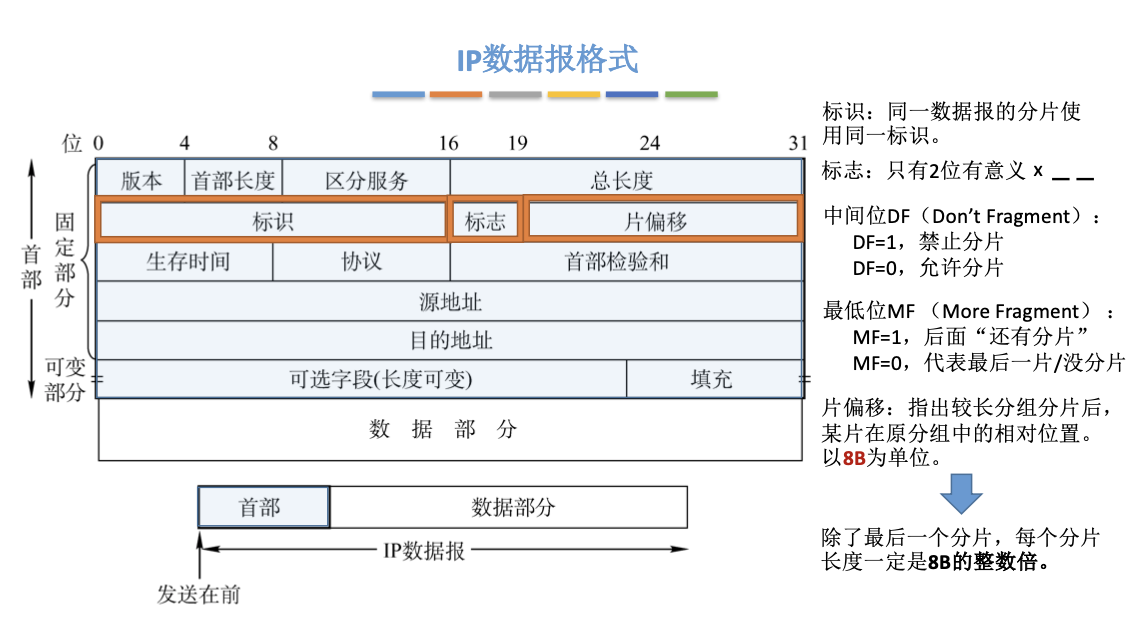 IP数据报格式
位 0 4 8 16 19 24 31
版本 首部长度 区分服务 总长度
标识 标志 片偏移
生存时间 协议 首部检验和
源地址
目的地址
可选字段(长度可变) 填充
数 据 部 分
首部
固定部分
可变
部分
首部 数据部分
IP数据报
发送在前
标识：同一数据报的分片使
用同一标识。
标志：只有2位有意义 x _ _
中间位DF（Don’t Fragment）：
DF=1，禁止分片
DF=0，允许分片
最低位MF （More Fragment）：
MF=1，后面“还有分片”
MF=0，代表最后一片/没分片
片偏移：指出较长分组分片后，
某片在原分组中的相对位置。
以8B为单位。
除了最后一个分片，每个分片
长度一定是8B的整数倍。